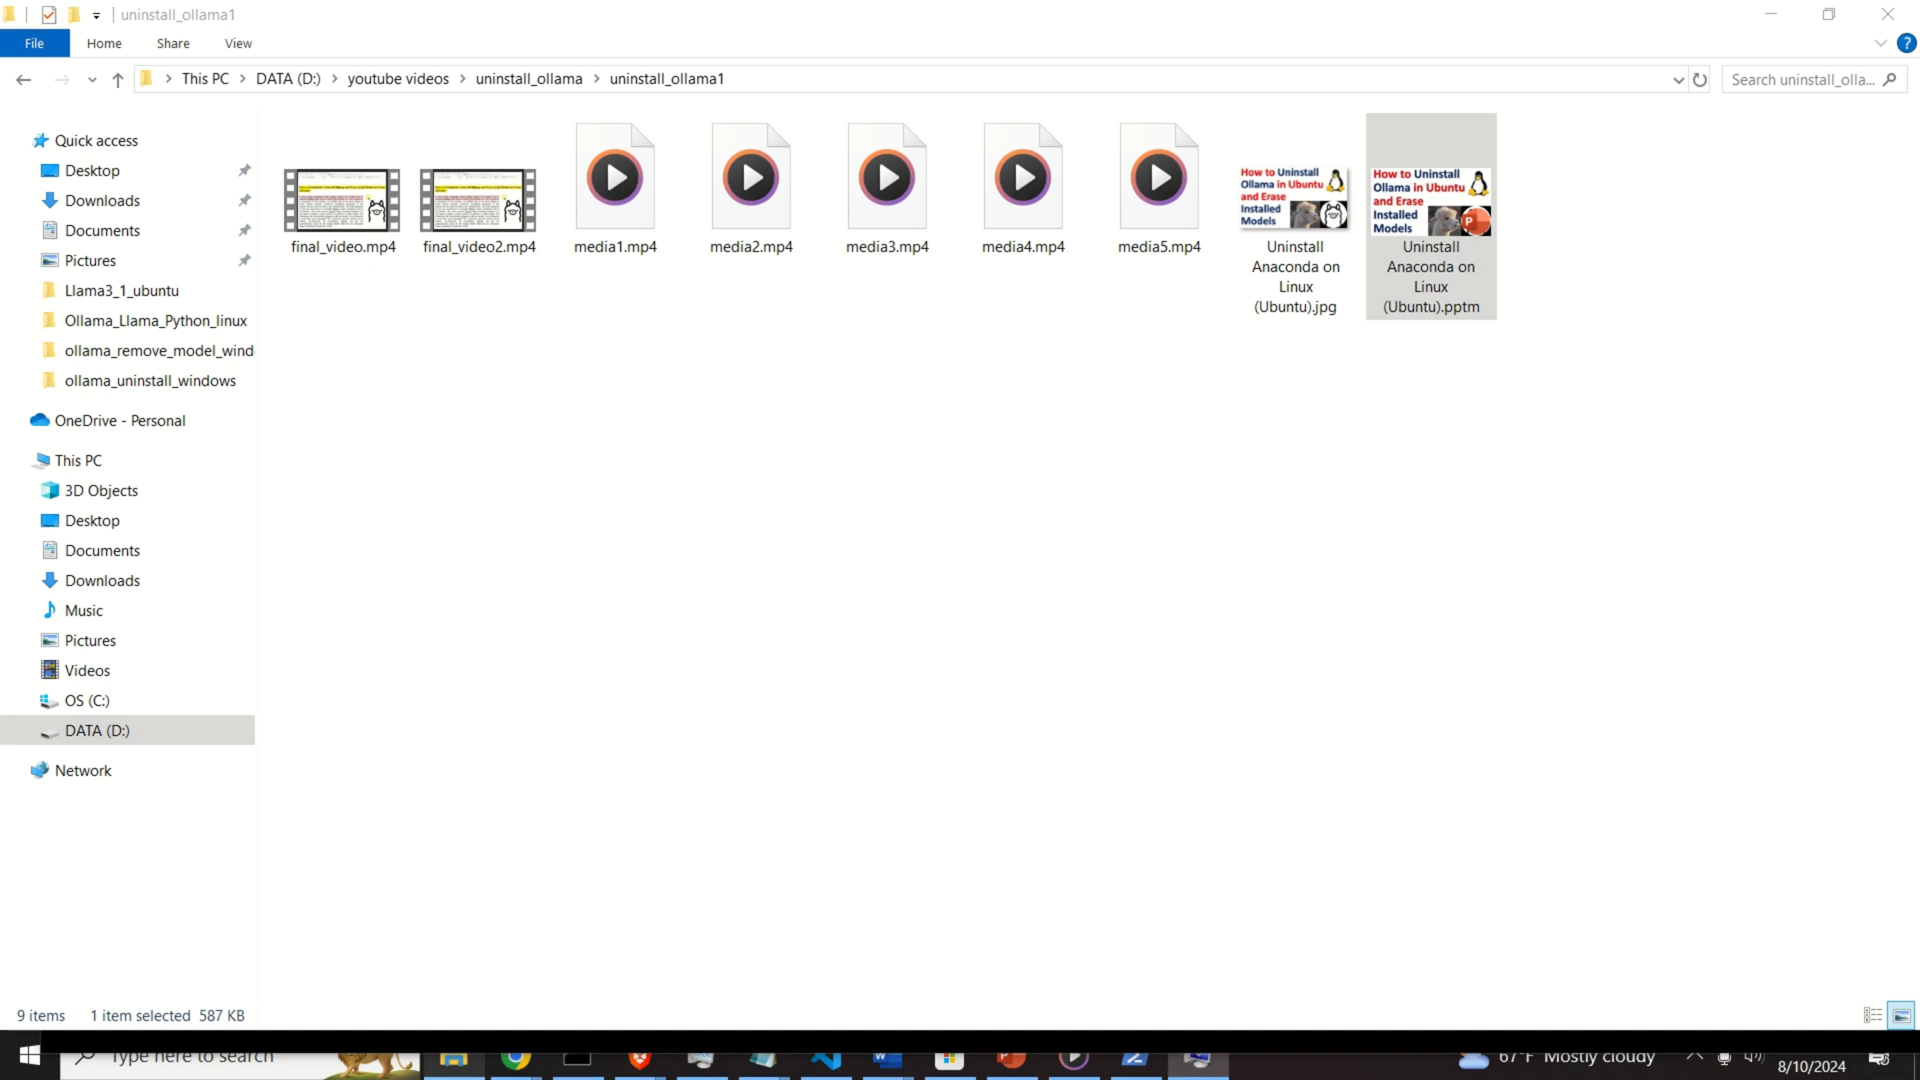 uninstall_ollama1
File Home Share View
This PC DATA (D:) youtube videos uninstall_ollama uninstall_ollama1
Search uninstall_olla...
Quick access
Desktop
Downloads
Documents
Pictures
Llama3_1_ubuntu
Ollama_Llama_Python_linux
ollama_remove_model_wind
ollama_uninstall_windows
OneDrive - Personal
This PC
3D Objects
Desktop
Documents
Downloads
Music
Pictures
Videos
OS (C:)
DATA (D:)
Network
final_video.mp4
final_video2.mp4
media1.mp4
media2.mp4
media3.mp4
media4.mp4
media5.mp4
How to Uninstall
Ollama in Ubuntu
and Erase
Installed
Models
Uninstall
Anaconda on
Linux
(Ubuntu).jpg
How to Uninstall
Ollama in Ubuntu
and Erase
Installed
Models
Uninstall
Anaconda on
Linux
(Ubuntu).pptm
9 items 1 item selected 587 KB
Type here to search
67°F Mostly cloudy
8/10/2024